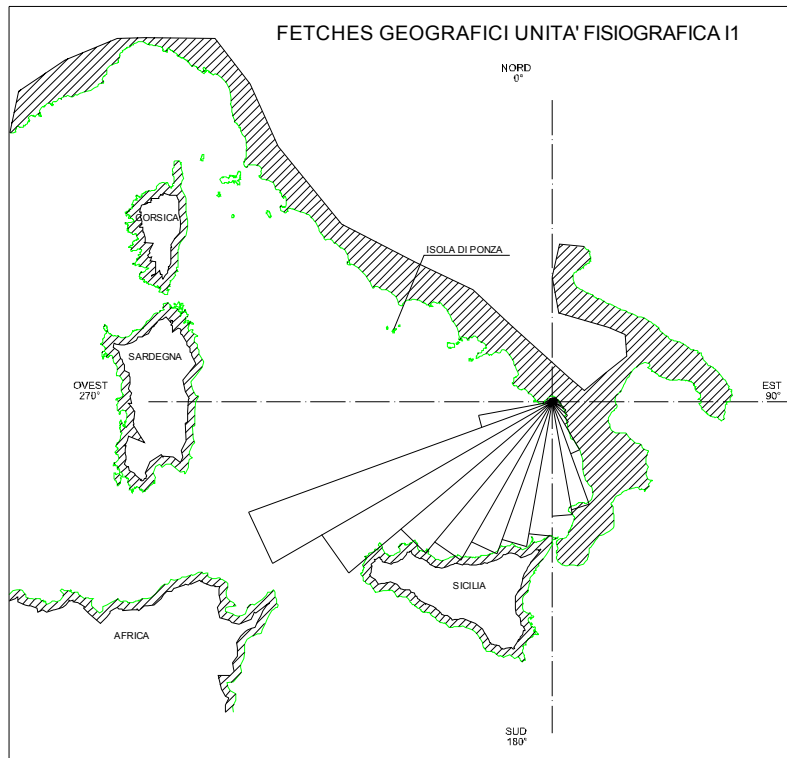 FETCHES GEOGRAFICI UNITA' FISIOGRAFICA I1
NORD
0°
CORSICA
ISOLA DI PONZA
SARDEGNA
OVEST
270°
EST
90°
SICILIA
AFRICA
SUD
180°